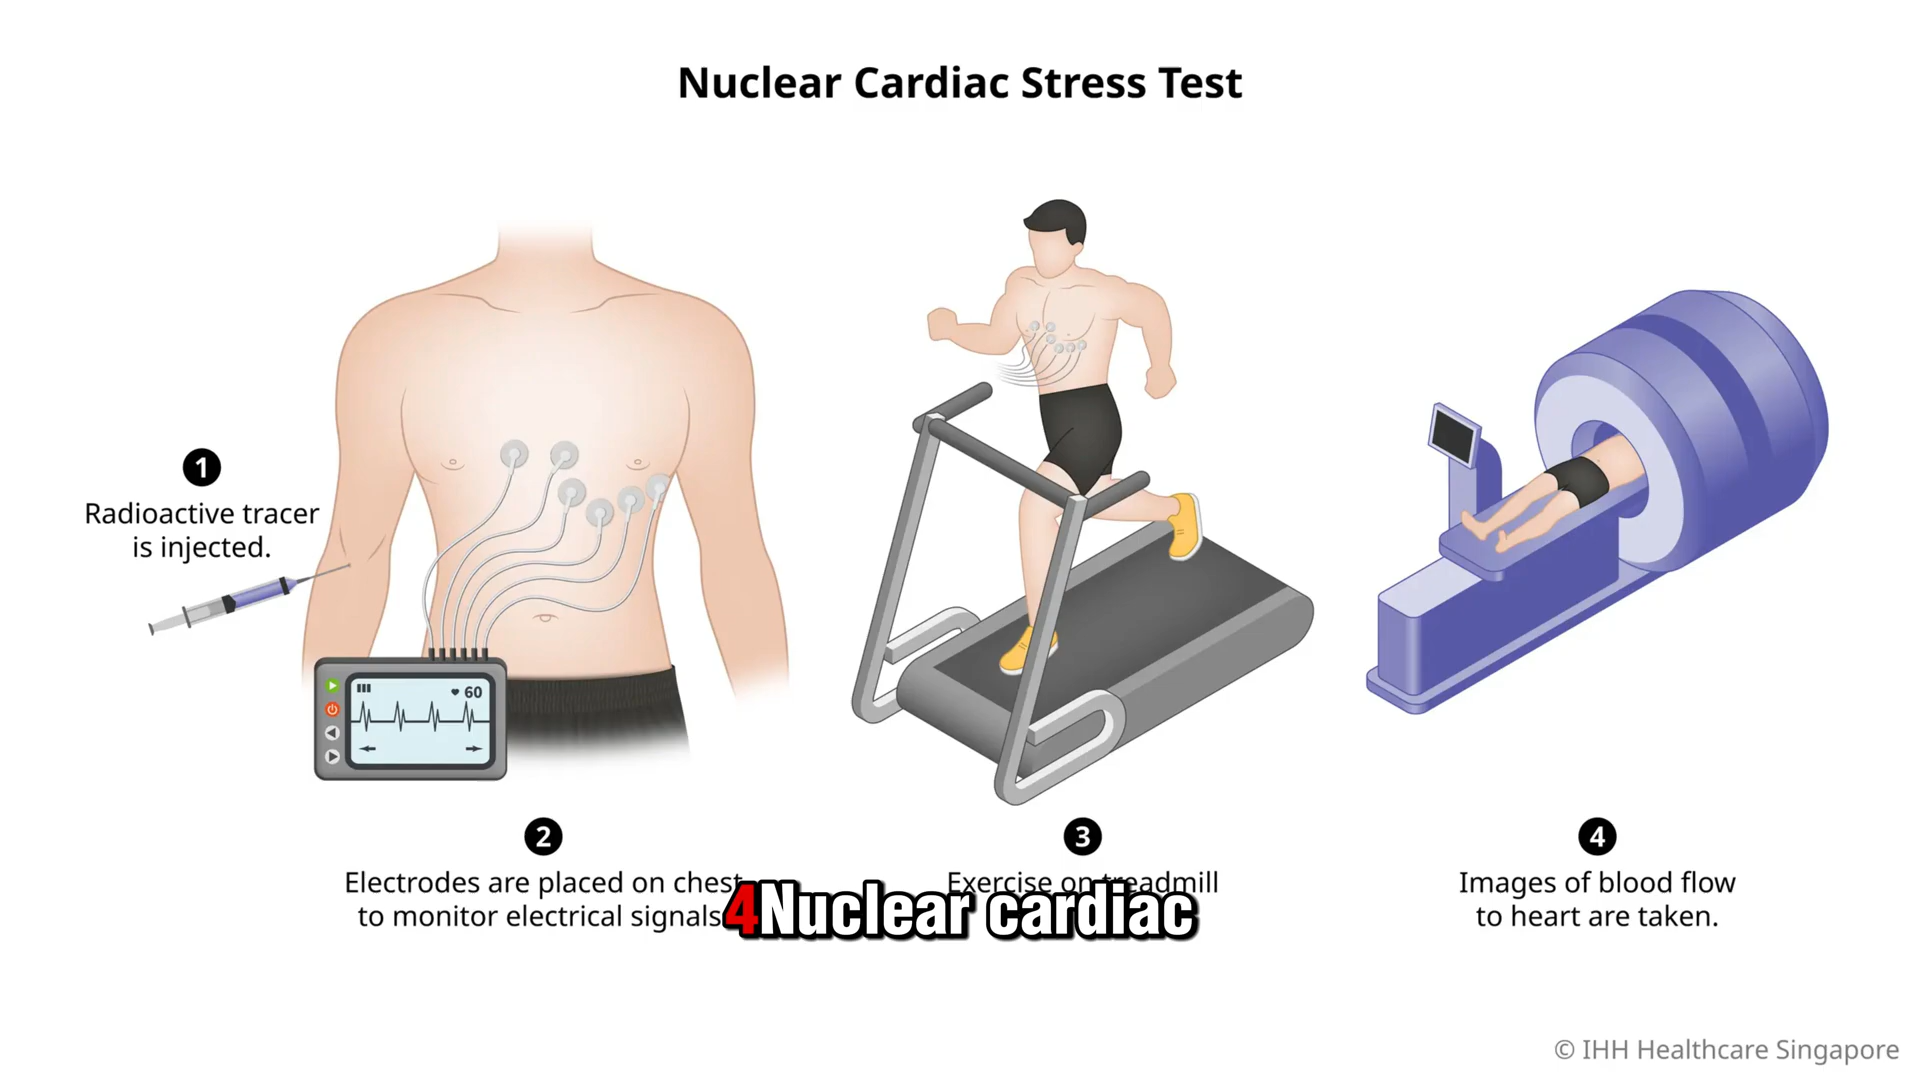 Nuclear Cardiac Stress Test
1
Radioactive tracer
is injected.
60
2
Electrodes are placed on chest
to monitor electrical signals
3
Exercise on treadmill
4
Images of blood flow
to heart are taken.
4Nuclear cardiac
© IHH Healthcare Singapore